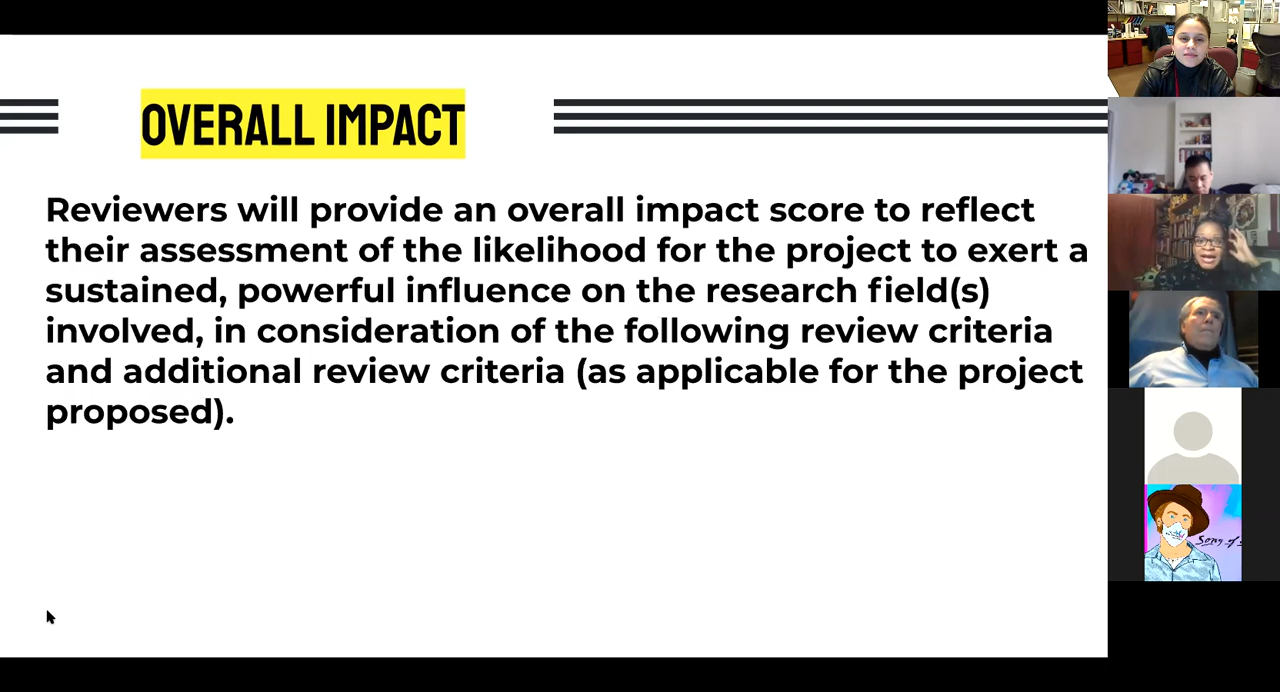 OVERALL IMPACT
Reviewers will provide an overall impact score to reflect
their assessment of the likelihood for the project to exert a
sustained, powerful influence on the research field(s)
involved, in consideration of the following review criteria
and additional review criteria (as applicable for the project
proposed).
Song of